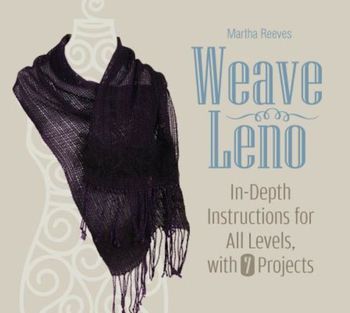 Martha Reeves
Weave
Leno
In-Depth
Instructions for
All Levels,
with 7 Projects